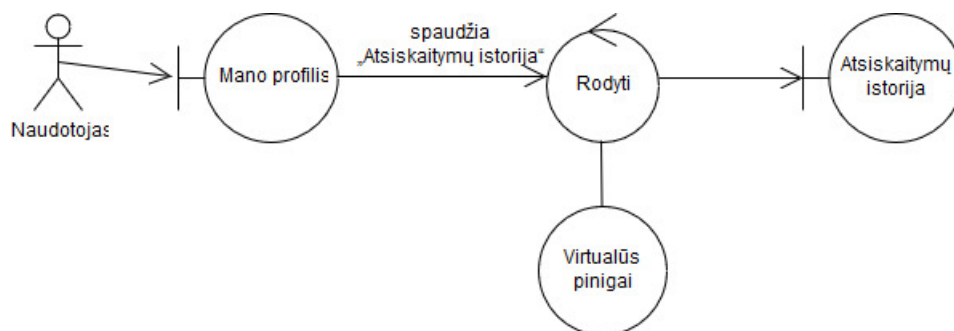 Naudotojas
Mano profilis
spaudžia
„Atsiskaitymų istorija“
Rodyti
Atsiskaitymų
istorija
Virtualūs
pinigai